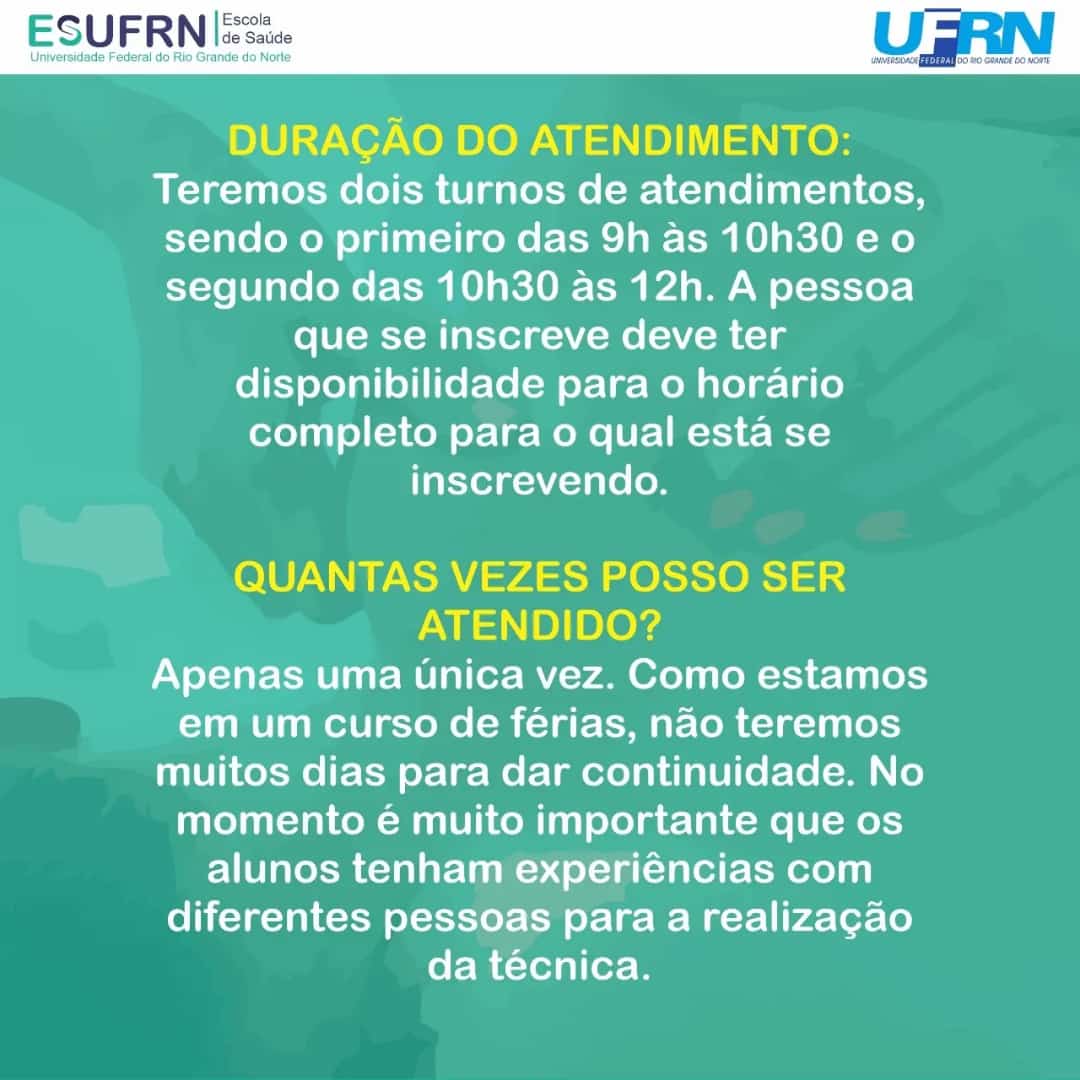 ESUFRN Escola
de Saúde
Universidade Federal do Rio Grande do Norte
UFRN
UNIVERSIDADE FEDERAL DO RIO GRANDE DO NORTE
DURAÇÃO DO ATENDIMENTO:
Teremos dois turnos de atendimentos,
sendo o primeiro das 9h às 10h30 e o
segundo das 10h30 às 12h. A pessoa
que se inscreve deve ter
disponibilidade para o horário
completo para o qual está se
inscrevendo.
QUANTAS VEZES POSSO SER
ATENDIDO?
Apenas uma única vez. Como estamos
em um curso de férias, não teremos
muitos dias para dar continuidade. No
momento é muito importante que os
alunos tenham experiências com
diferentes pessoas para a realização
da técnica.